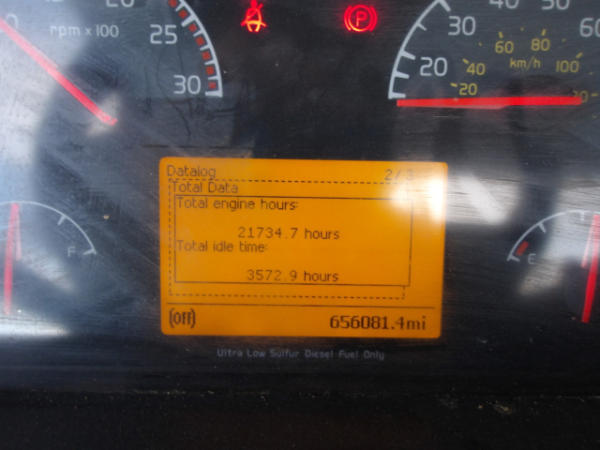 rpm x 100
0
15
20
25
30
P
20
30
40
50
60
20
40
60
80
100
km/h
F
E
Datalog
Total Data
Total engine hours:
21734.7 hours
Total idle time:
3572.9 hours
(Off) 656081.4mi
Ultra Low Sulfur Diesel Fuel Only